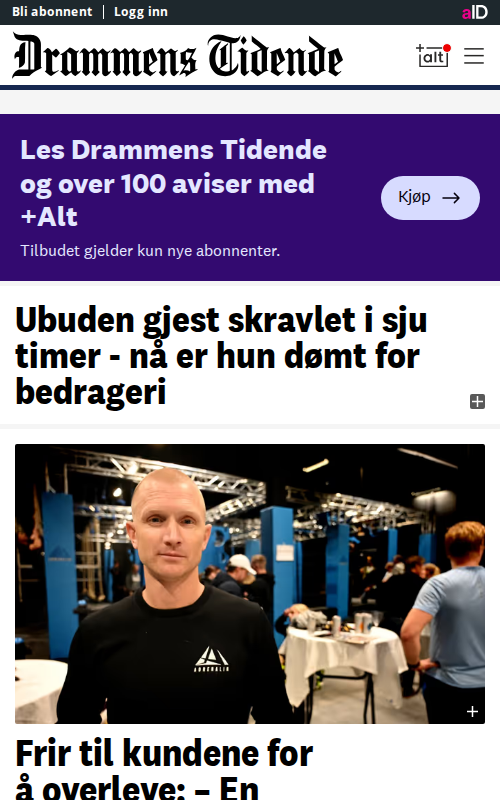 Bli abonnent | Logg inn
aID
Drammens Tidende
+alt
Les Drammens Tidende
og over 100 aviser med
+Alt
Kjøp →
Tilbudet gjelder kun nye abonnenter.
Ubuden gjest skravlet i sju
timer - nå er hun dømt for
bedrageri
ADRENALIN
Frir til kundene for
å overleve: – En